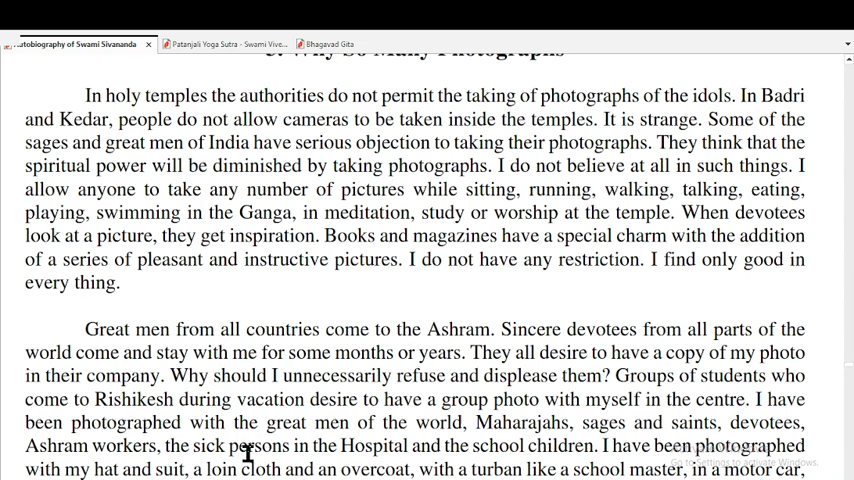 Autobiography of Swami Sivananda × Patanjali Yoga Sutra - Swami Vive... Bhagavad Gita
5. Why So Many Photographs
In holy temples the authorities do not permit the taking of photographs of the idols. In Badri
and Kedar, people do not allow cameras to be taken inside the temples. It is strange. Some of the
sages and great men of India have serious objection to taking their photographs. They think that the
spiritual power will be diminished by taking photographs. I do not believe at all in such things. I
allow anyone to take any number of pictures while sitting, running, walking, talking, eating,
playing, swimming in the Ganga, in meditation, study or worship at the temple. When devotees
look at a picture, they get inspiration. Books and magazines have a special charm with the addition
of a series of pleasant and instructive pictures. I do not have any restriction. I find only good in
every thing.
Great men from all countries come to the Ashram. Sincere devotees from all parts of the
world come and stay with me for some months or years. They all desire to have a copy of my photo
in their company. Why should I unnecessarily refuse and displease them? Groups of students who
come to Rishikesh during vacation desire to have a group photo with myself in the centre. I have
been photographed with the great men of the world, Maharajahs, sages and saints, devotees,
Ashram workers, the sick persons in the Hospital and the school children. I have been photographed
with my hat and suit, a loin cloth and an overcoat, with a turban like a school master, in a motor car,
Go to Settings to activate Windows.